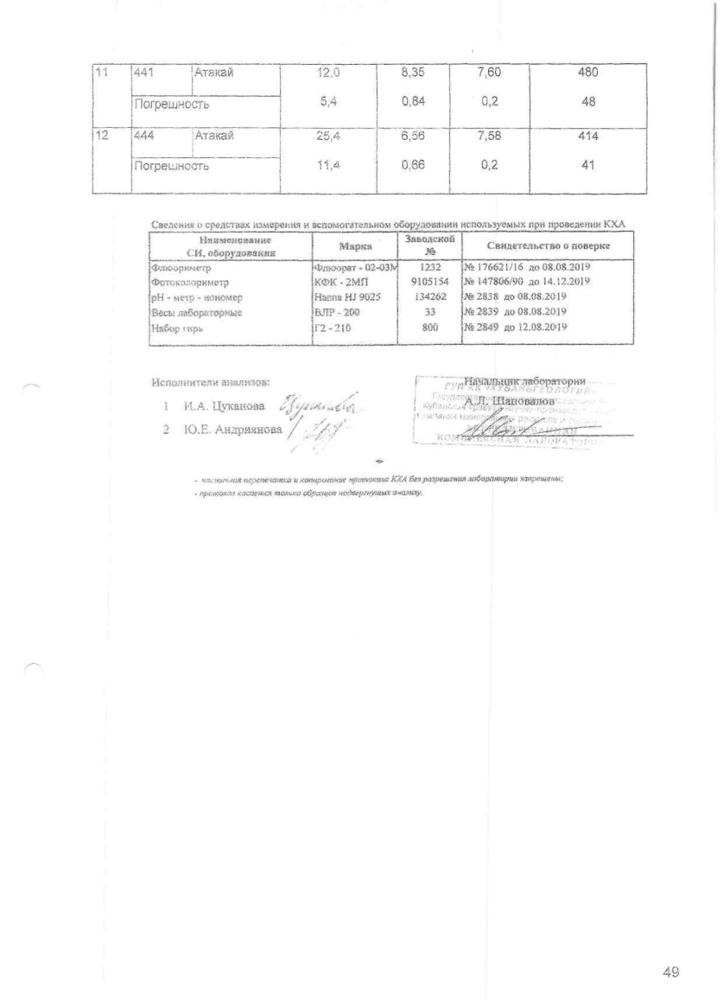 11 441 Атакай 12,0 8,35 7,60 480
Погрешность 5,4 0,84 0,2 48
12 444 Атакай 25,4 6,56 7,58 414
Погрешность 11,4 0,66 0,2 41
Сведения о средствах измерения и вспомогательном оборудовании используемых при проведении КХА
Наименование СИ, оборудования Марка Заводской № Свидетельство о поверке
Флюориметр Флюорат - 02-03М 1232 № 176621/16 до 08.08.2019
Фотоколориметр КФК - 2МП 9105154 № 147806/90 до 14.12.2019
рН - метр - иономер Наnna HJ 9025 134262 № 2838 до 08.08.2019
Весы лабораторные ВЛР - 200 33 № 2839 до 08.08.2019
Набор гирь Г2 - 210 800 № 2849 до 12.08.2019
Исполнители анализов:
1 И.А. Цуканова
2 Ю.Е. Андриянова
Начальник лаборатории
ГУП КК "КУБАНЬГЕОЛОГИЯ"
А.Л. Шаповалов
КОМПЛЕКСНАЯ ЛАБОРАТОРИЯ
- частичная перепечатка и копирование протокола КХА без разрешения лаборатории запрещены;
- протокол касается только образцов подвергнутых анализу.
49